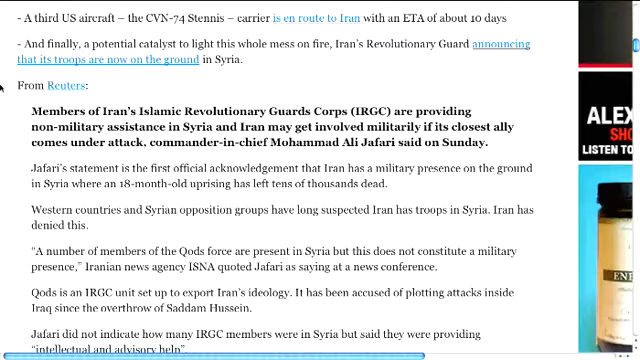 - A third US aircraft – the CVN-74 Stennis – carrier is en route to Iran with an ETA of about 10 days
- And finally, a potential catalyst to light this whole mess on fire, Iran's Revolutionary Guard announcing
that its troops are now on the ground in Syria.
From Reuters:
Members of Iran's Islamic Revolutionary Guards Corps (IRGC) are providing
non-military assistance in Syria and Iran may get involved militarily if its closest ally
comes under attack, commander-in-chief Mohammad Ali Jafari said on Sunday.
Jafari's statement is the first official acknowledgement that Iran has a military presence on the ground
in Syria where an 18-month-old uprising has left tens of thousands dead.
Western countries and Syrian opposition groups have long suspected Iran has troops in Syria. Iran has
denied this.
"A number of members of the Qods force are present in Syria but this does not constitute a military
presence," Iranian news agency ISNA quoted Jafari as saying at a news conference.
Qods is an IRGC unit set up to export Iran's ideology. It has been accused of plotting attacks inside
Iraq since the overthrow of Saddam Hussein.
Jafari did not indicate how many IRGC members were in Syria but said they were providing
"intellectual and advisory help".
ALEX
SHO
LISTEN TO
ENE